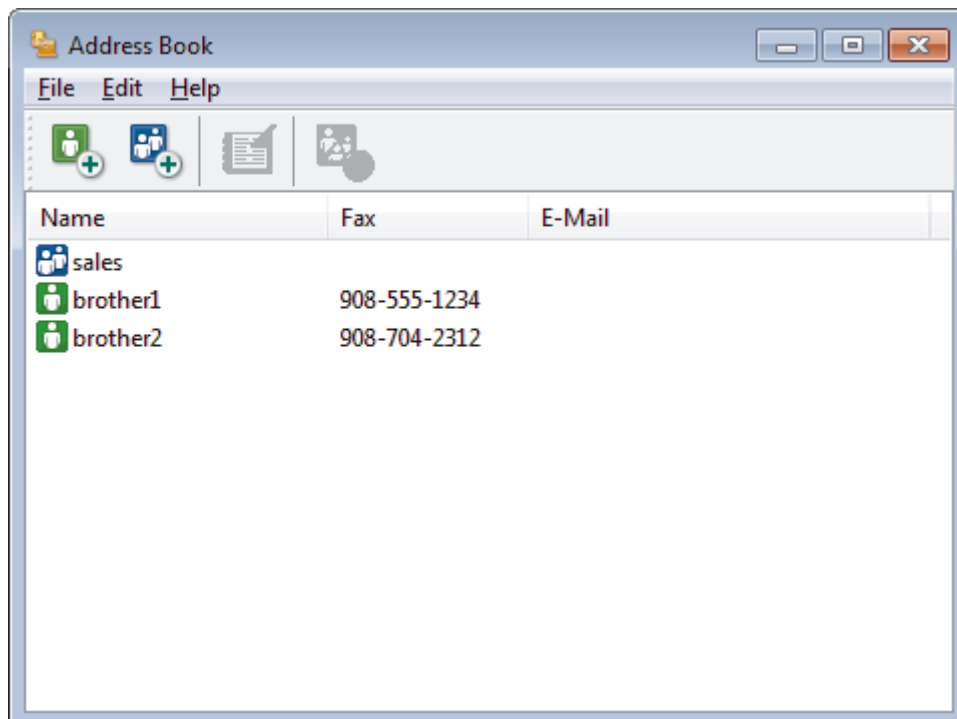 Address Book
File Edit Help
Name Fax E-Mail
sales
brother1 908-555-1234
brother2 908-704-2312